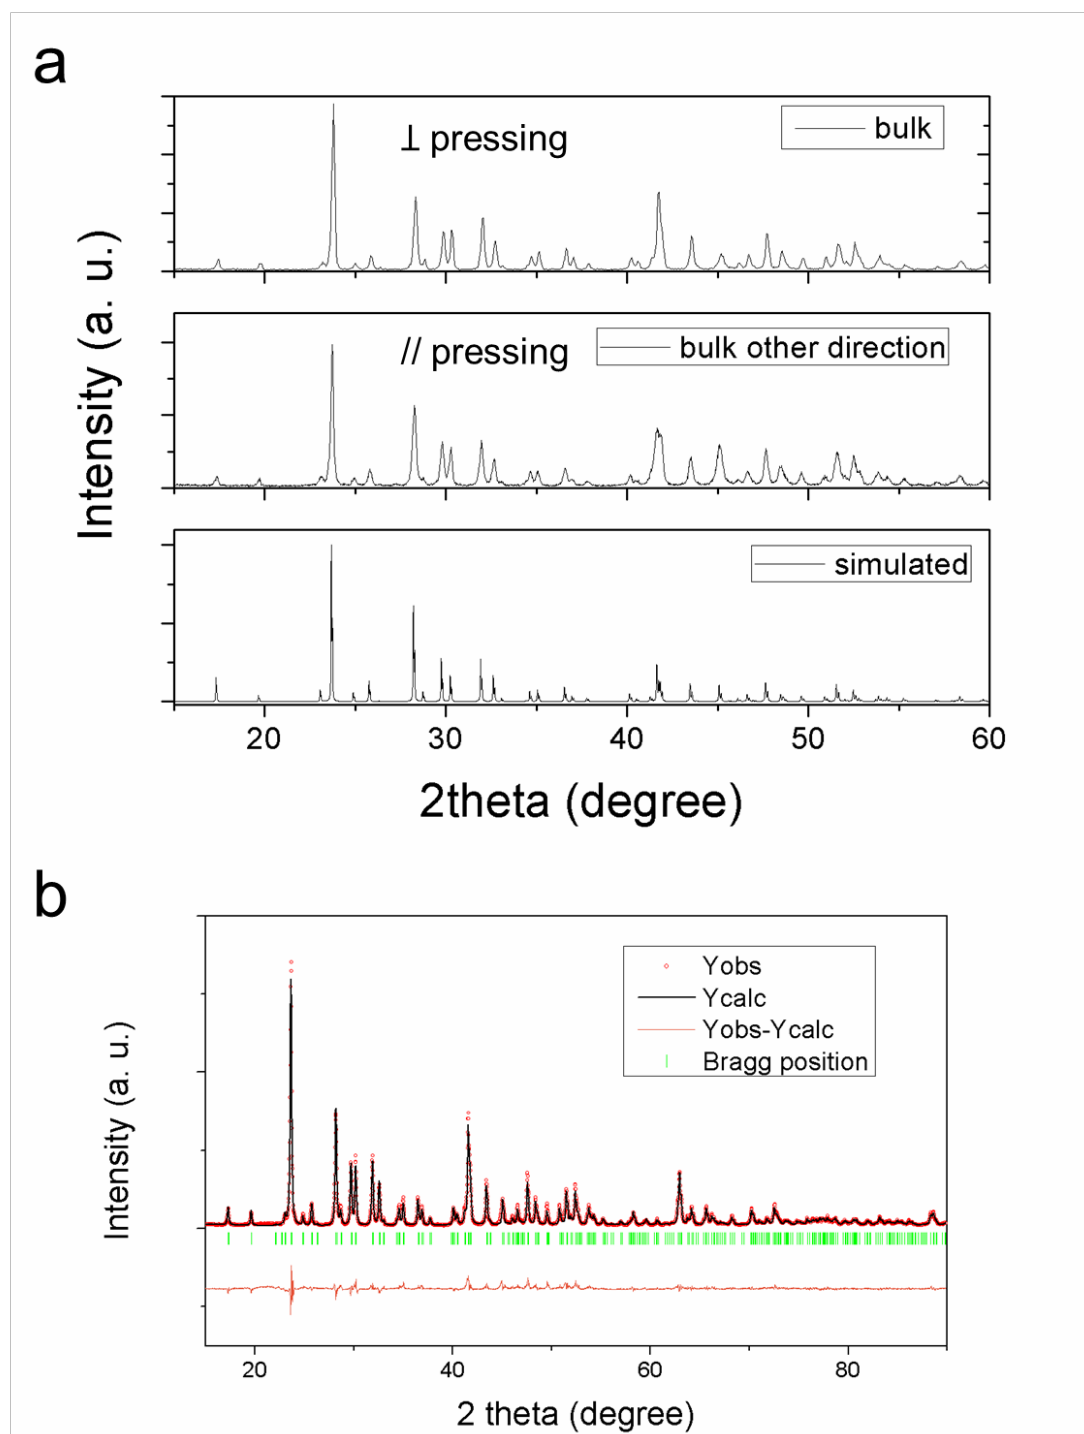 a
⊥ pressing
bulk
// pressing
bulk other direction
simulated
Intensity (a. u.)
20 30 40 50 60
2theta (degree)
b
Yobs
Ycalc
Yobs-Ycalc
Bragg position
Intensity (a. u.)
20 40 60 80
2 theta (degree)